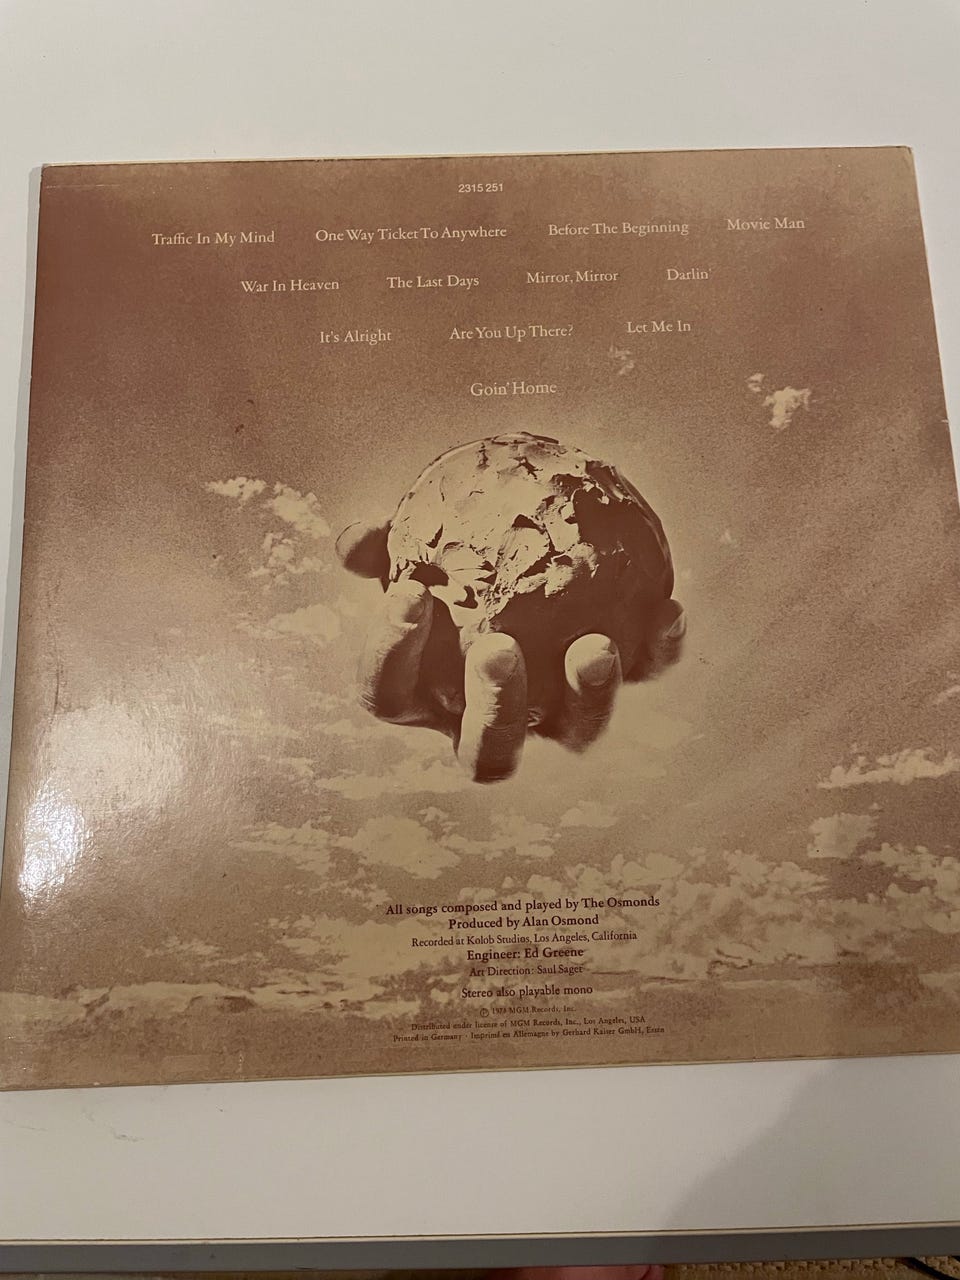 2315 251
Traffic In My Mind One Way Ticket To Anywhere Before The Beginning Movie Man
War In Heaven The Last Days Mirror, Mirror Darlin'
It's Alright Are You Up There? Let Me In
Goin' Home
All songs composed and played by The Osmonds
Produced by Alan Osmond
Recorded at Kolob Studios, Los Angeles, California
Engineer: Ed Greene
Art Direction: Saul Saget
Stereo also playable mono
℗ 1973 MGM Records, Inc.
Distributed under license of MGM Records, Inc., Los Angeles, USA
Printed in Germany · Imprimé en Allemagne by Gerhard Kaiser GmbH, Essen